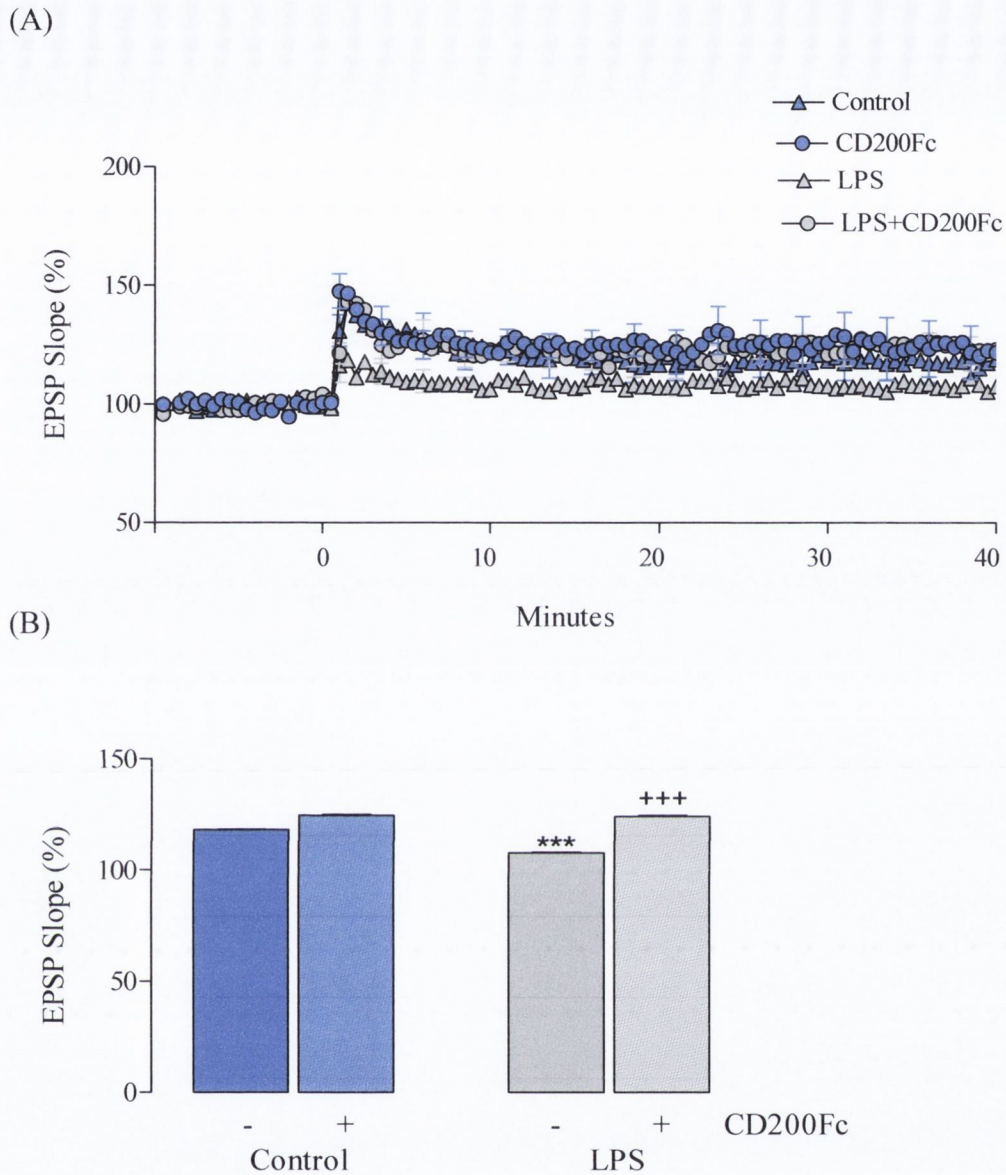 (A)
Control
CD200Fc
LPS
LPS+CD200Fc
200
150
100
50
EPSP Slope (%)
0 10 20 30 40
Minutes
(B)
150
100
50
0
EPSP Slope (%)
***
+++
- + - + CD200Fc
Control LPS